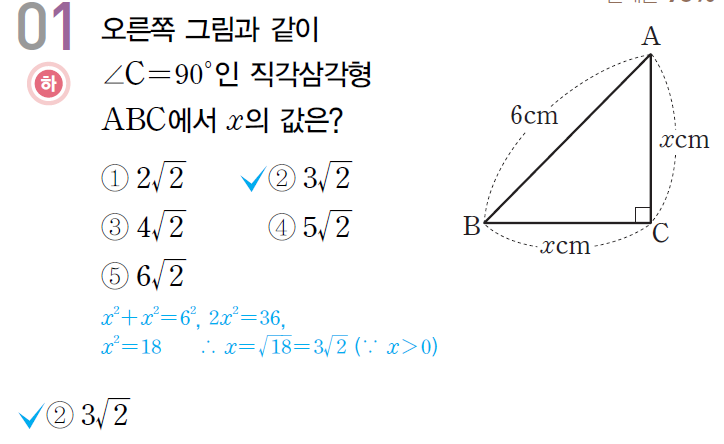 01 오른쪽 그림과 같이
하 ∠C=90°인 직각삼각형
ABC에서 x의 값은?
① 2√2 ② 3√2
③ 4√2 ④ 5√2
⑤ 6√2
x²+x²=6², 2x²=36,
x²=18 ∴ x=√18=3√2 (∵ x>0)
② 3√2
A
6cm
xcm
B
C
xcm